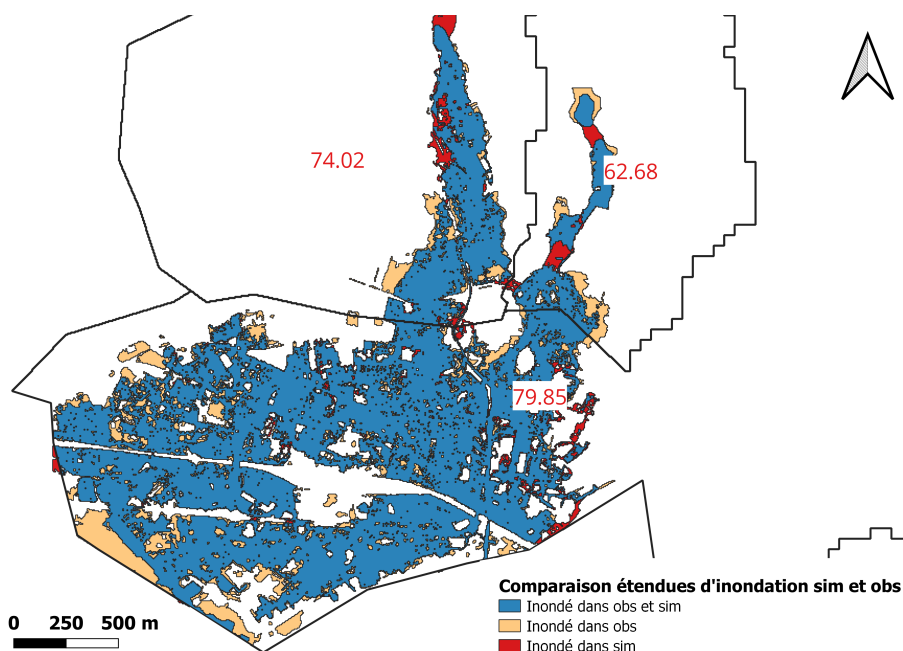 74.02
62.68
79.85
Comparaison étendues d'inondation sim et obs
Inondé dans obs et sim
Inondé dans obs
Inondé dans sim
0 250 500 m